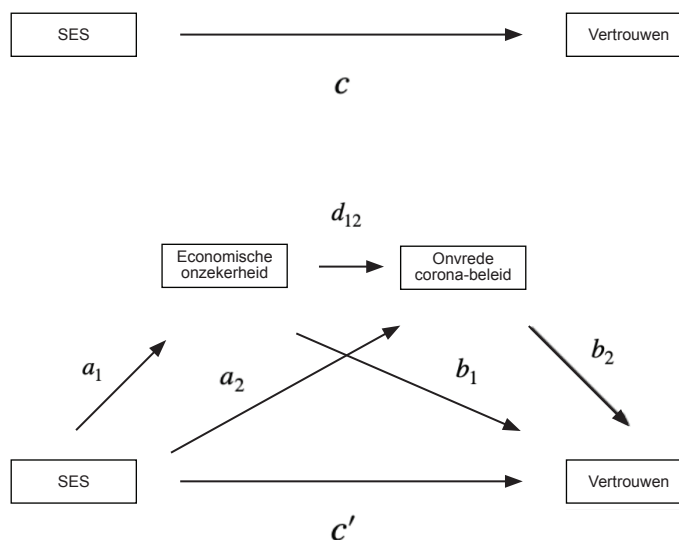 SES
Vertrouwen
c
d12
Economische
onzekerheid
Onvrede
corona-beleid
a1
a2
b1
b2
SES
Vertrouwen
c′